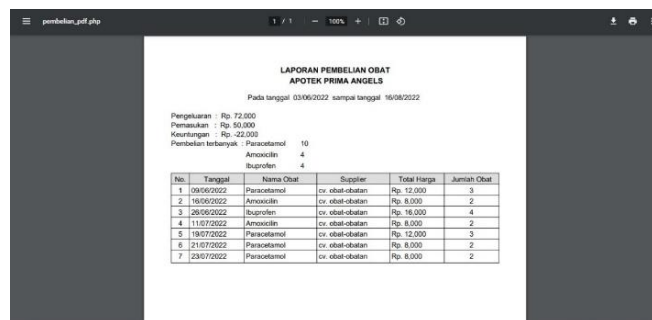 pembelian_pdf.php
1 / 1 − 100% +
LAPORAN PEMBELIAN OBAT
APOTEK PRIMA ANGELS
Pada tanggal 03/06/2022 sampai tanggal 16/08/2022
Pengeluaran : Rp. 72,000
Pemasukan : Rp. 50,000
Keuntungan : Rp. -22,000
Pembelian terbanyak : Paracetamol 10
Amoxicilin 4
Ibuprofen 4
No. Tanggal Nama Obat Supplier Total Harga Jumlah Obat
1 09/06/2022 Paracetamol cv. obat-obatan Rp. 12,000 3
2 16/06/2022 Amoxicilin cv. obat-obatan Rp. 8,000 2
3 26/06/2022 Ibuprofen cv. obat-obatan Rp. 16,000 4
4 11/07/2022 Amoxicilin cv. obat-obatan Rp. 8,000 2
5 19/07/2022 Paracetamol cv. obat-obatan Rp. 12,000 3
6 21/07/2022 Paracetamol cv. obat-obatan Rp. 8,000 2
7 23/07/2022 Paracetamol cv. obat-obatan Rp. 8,000 2